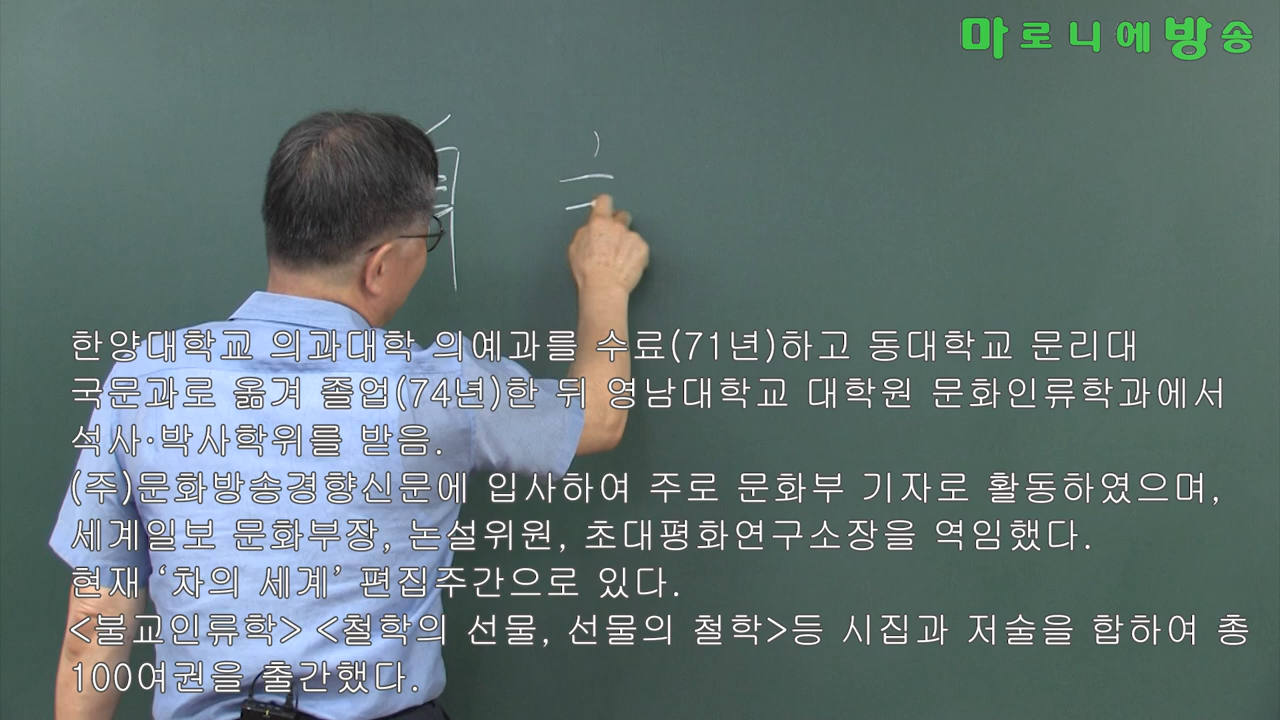 마로니에방송
한양대학교 의과대학 의예과를 수료(71년)하고 동대학교 문리대
국문과로 옮겨 졸업(74년)한 뒤 영남대학교 대학원 문화인류학과에서
석사·박사학위를 받음.
(주)문화방송경향신문에 입사하여 주로 문화부 기자로 활동하였으며,
세계일보 문화부장, 논설위원, 초대평화연구소장을 역임했다.
현재 ‘차의 세계’ 편집주간으로 있다.
<불교인류학> <철학의 선물, 선물의 철학>등 시집과 저술을 합하여 총
100여권을 출간했다.